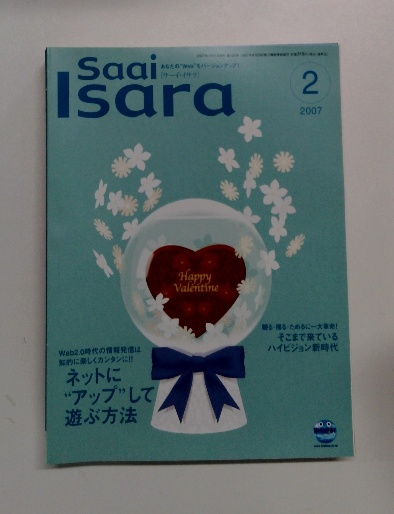 Saai
Isara
あなたの"Web"をバージョンアップ!
[サーイ・イサラ]
2
2007
Happy
Valentine
観る・撮る・ためるに一大革命!
そこまで来ている
ハイビジョン新時代
Web2.0時代の情報発信は
知的に楽しくカンタンに!!
ネットに
“アップ”して
遊ぶ方法